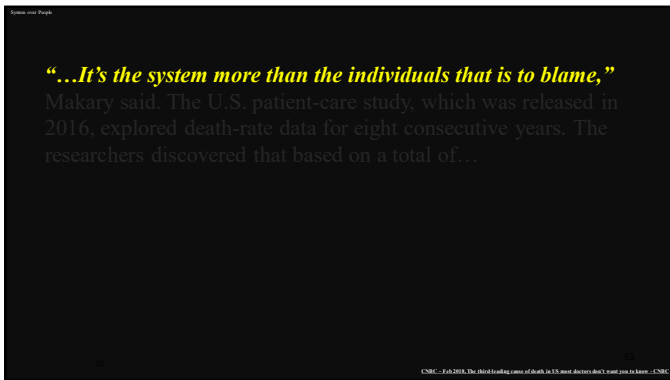 System over People
“…It’s the system more than the individuals that is to blame,”
Makary said. The U.S. patient-care study, which was released in
2016, explored death-rate data for eight consecutive years. The
researchers discovered that based on a total of…
CNBC – Feb 2018, The third-leading cause of death in US most doctors don’t want you to know - CNBC